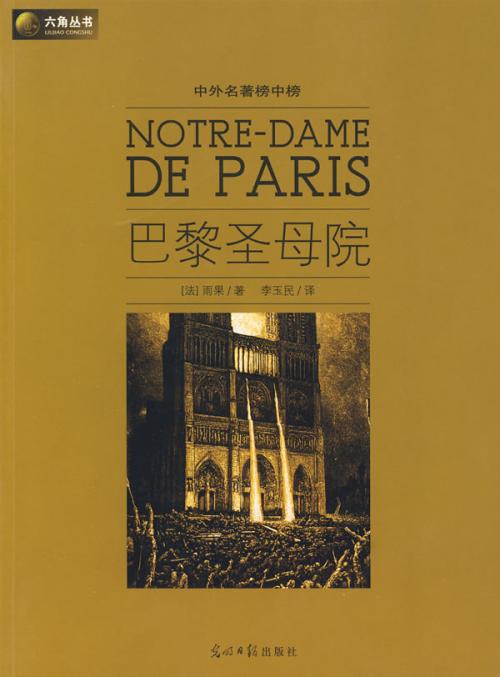 六角丛书
LIUJIAO CONGSHU
中外名著榜中榜
NOTRE-DAME
DE PARIS
巴黎圣母院
[法] 雨果 / 著 李玉民 / 译
光明日报出版社